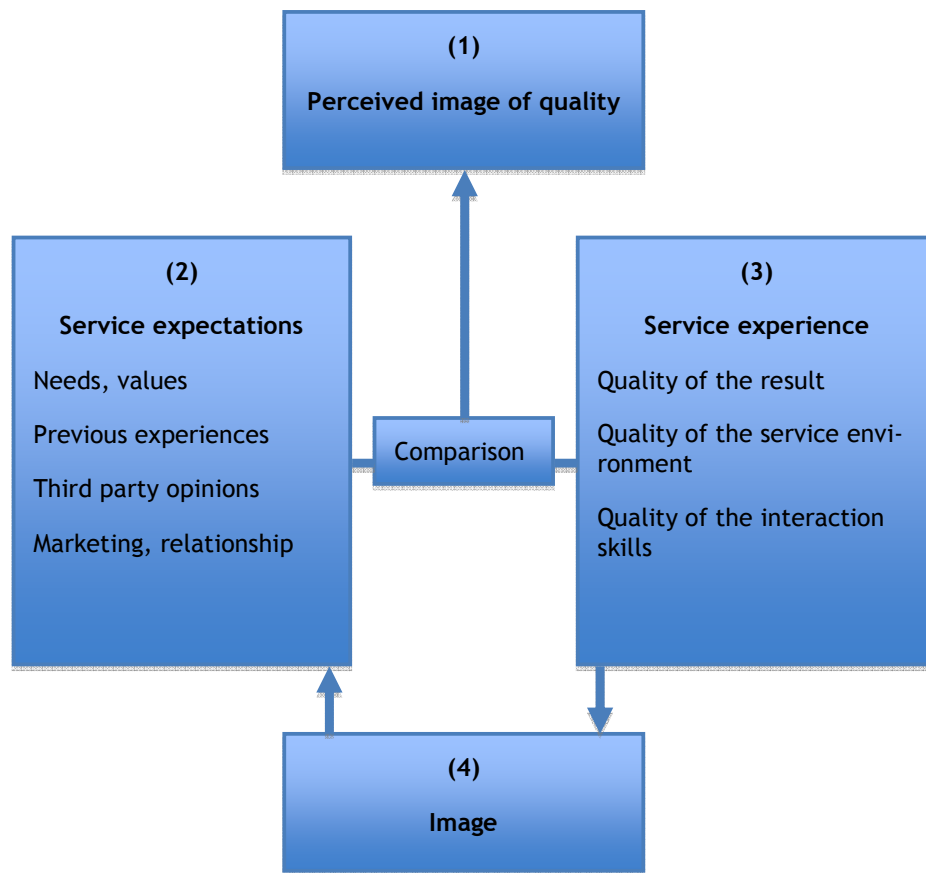 (1)
Perceived image of quality
(2)
Service expectations
Needs, values
Previous experiences
Third party opinions
Marketing, relationship
Comparison
(3)
Service experience
Quality of the result
Quality of the service envi-
ronment
Quality of the interaction
skills
(4)
Image